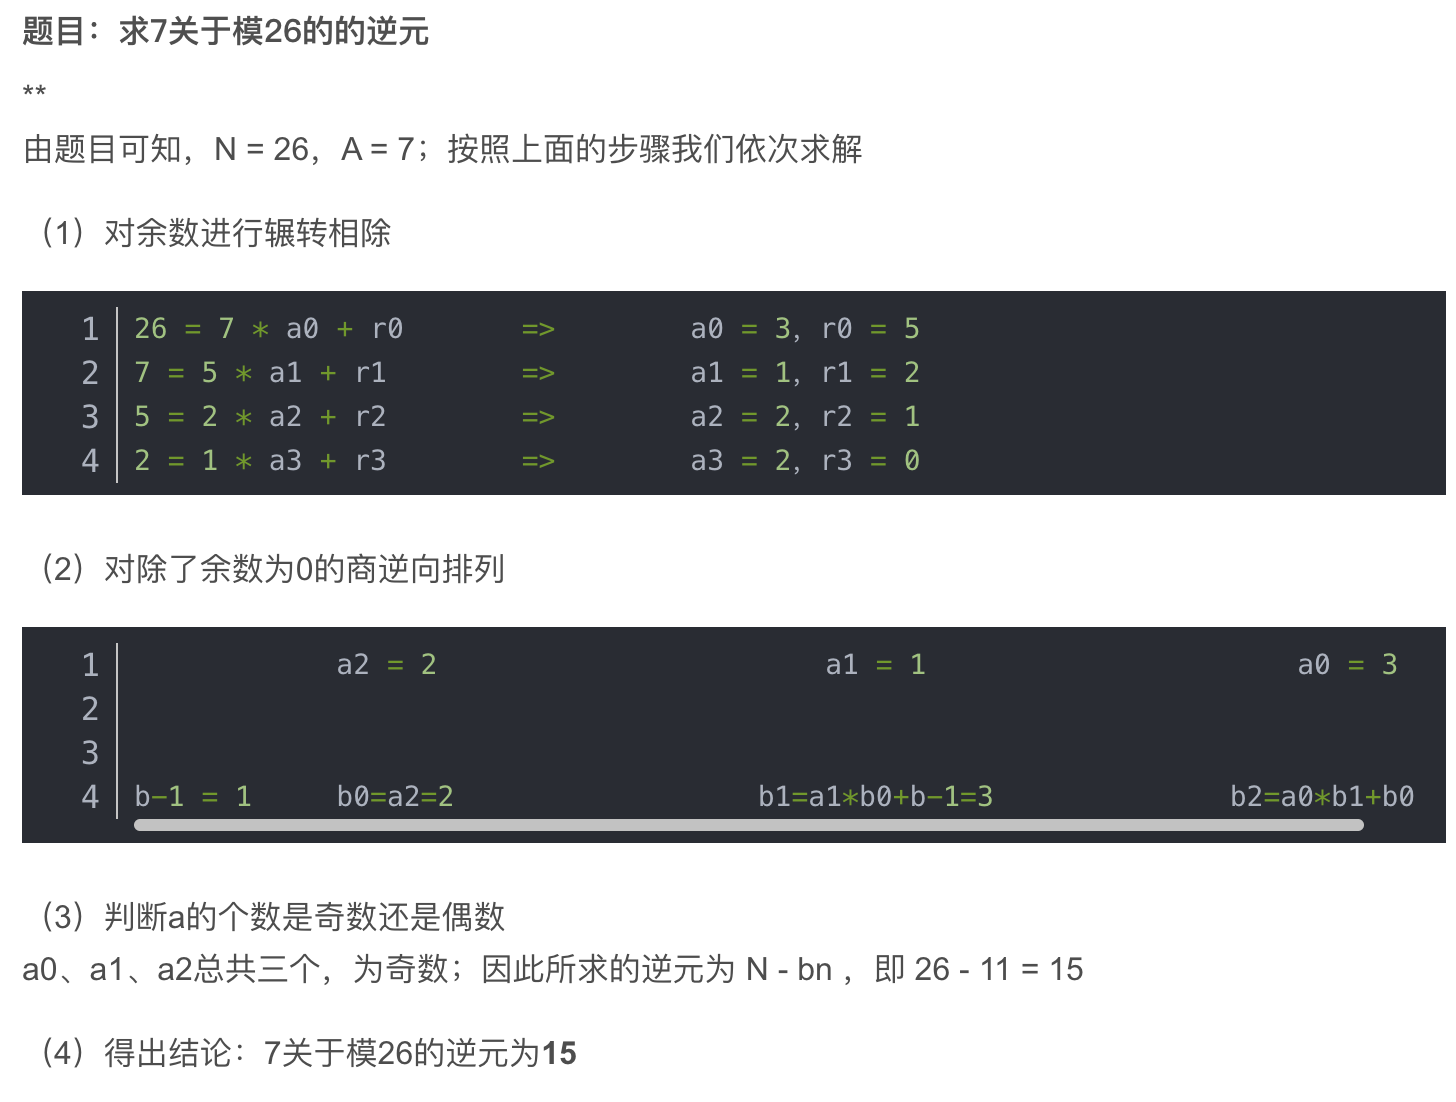 题目：求7关于模26的的逆元
**
由题目可知，N = 26，A = 7；按照上面的步骤我们依次求解
（1）对余数进行辗转相除
1 26 = 7 * a0 + r0 => a0 = 3, r0 = 5
2 7 = 5 * a1 + r1 => a1 = 1, r1 = 2
3 5 = 2 * a2 + r2 => a2 = 2, r2 = 1
4 2 = 1 * a3 + r3 => a3 = 2, r3 = 0
（2）对除了余数为0的商逆向排列
1 a2 = 2 a1 = 1 a0 = 3
2
3
4 b-1 = 1 b0=a2=2 b1=a1*b0+b-1=3 b2=a0*b1+b0
（3）判断a的个数是奇数还是偶数
a0、a1、a2总共三个，为奇数；因此所求的逆元为 N - bn ，即 26 - 11 = 15
（4）得出结论：7关于模26的逆元为15